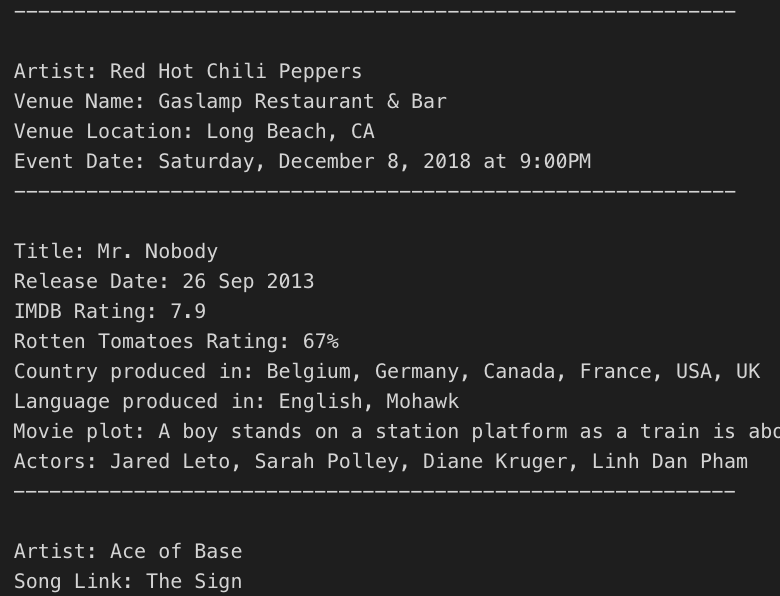 ------------------------------------------------------------
Artist: Red Hot Chili Peppers
Venue Name: Gaslamp Restaurant & Bar
Venue Location: Long Beach, CA
Event Date: Saturday, December 8, 2018 at 9:00PM
------------------------------------------------------------
Title: Mr. Nobody
Release Date: 26 Sep 2013
IMDB Rating: 7.9
Rotten Tomatoes Rating: 67%
Country produced in: Belgium, Germany, Canada, France, USA, UK
Language produced in: English, Mohawk
Movie plot: A boy stands on a station platform as a train is
Actors: Jared Leto, Sarah Polley, Diane Kruger, Linh Dan Pham
------------------------------------------------------------
Artist: Ace of Base
Song Link: The Sign